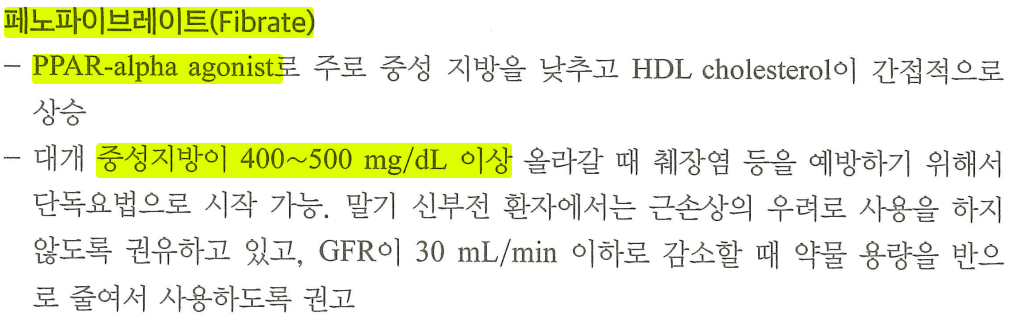 페노파이브레이트(Fibrate)
– PPAR-alpha agonist로 주로 중성 지방을 낮추고 HDL cholesterol이 간접적으로
상승
– 대개 중성지방이 400~500 mg/dL 이상 올라갈 때 췌장염 등을 예방하기 위해서
단독요법으로 시작 가능. 말기 신부전 환자에서는 근손상의 우려로 사용을 하지
않도록 권유하고 있고, GFR이 30 mL/min 이하로 감소할 때 약물 용량을 반으
로 줄여서 사용하도록 권고